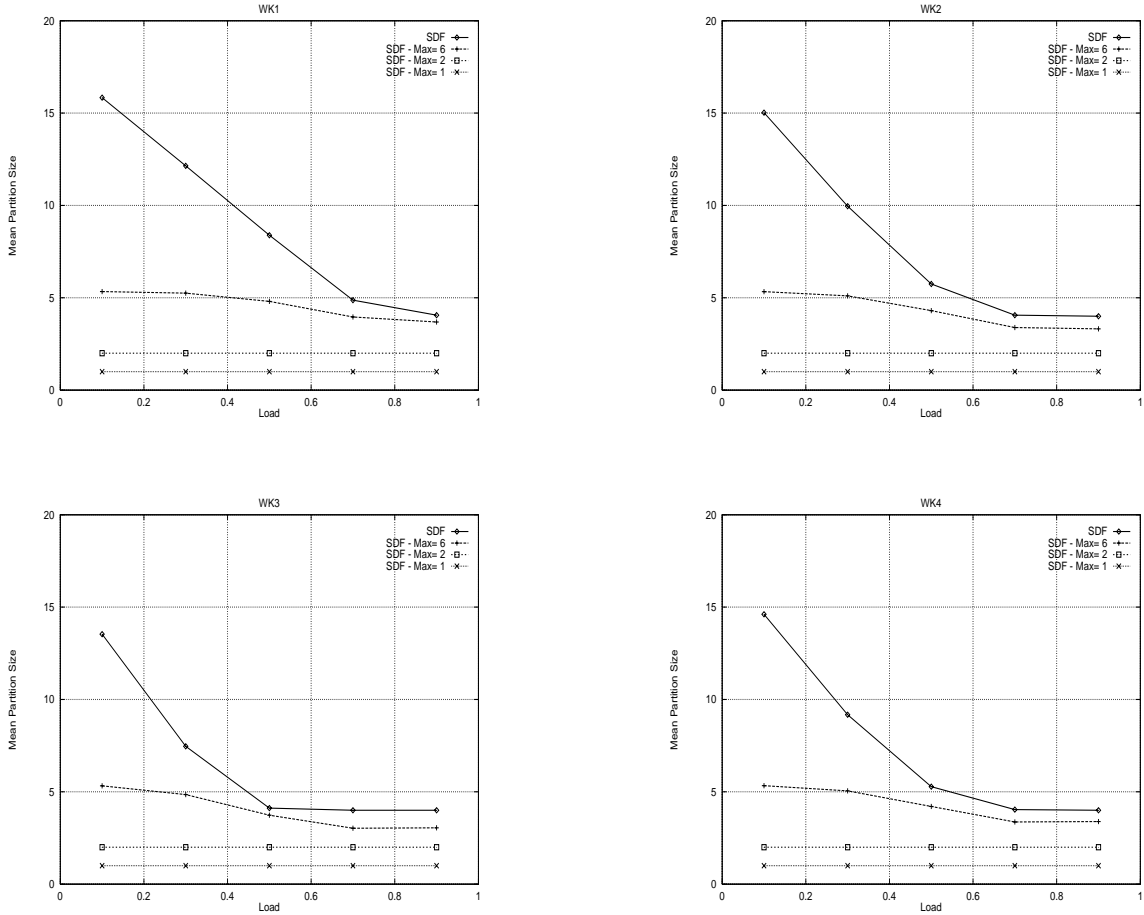 WK1
20
15
10
5
0
0
0.2
0.4
0.6
0.8
1
Mean Partition Size
Load
SDF
SDF - Max= 6
SDF - Max= 2
SDF - Max= 1
WK2
20
15
10
5
0
0
0.2
0.4
0.6
0.8
1
Mean Partition Size
Load
SDF
SDF - Max= 6
SDF - Max= 2
SDF - Max= 1
WK3
20
15
10
5
0
0
0.2
0.4
0.6
0.8
1
Mean Partition Size
Load
SDF
SDF - Max= 6
SDF - Max= 2
SDF - Max= 1
WK4
20
15
10
5
0
0
0.2
0.4
0.6
0.8
1
Mean Partition Size
Load
SDF
SDF - Max= 6
SDF - Max= 2
SDF - Max= 1